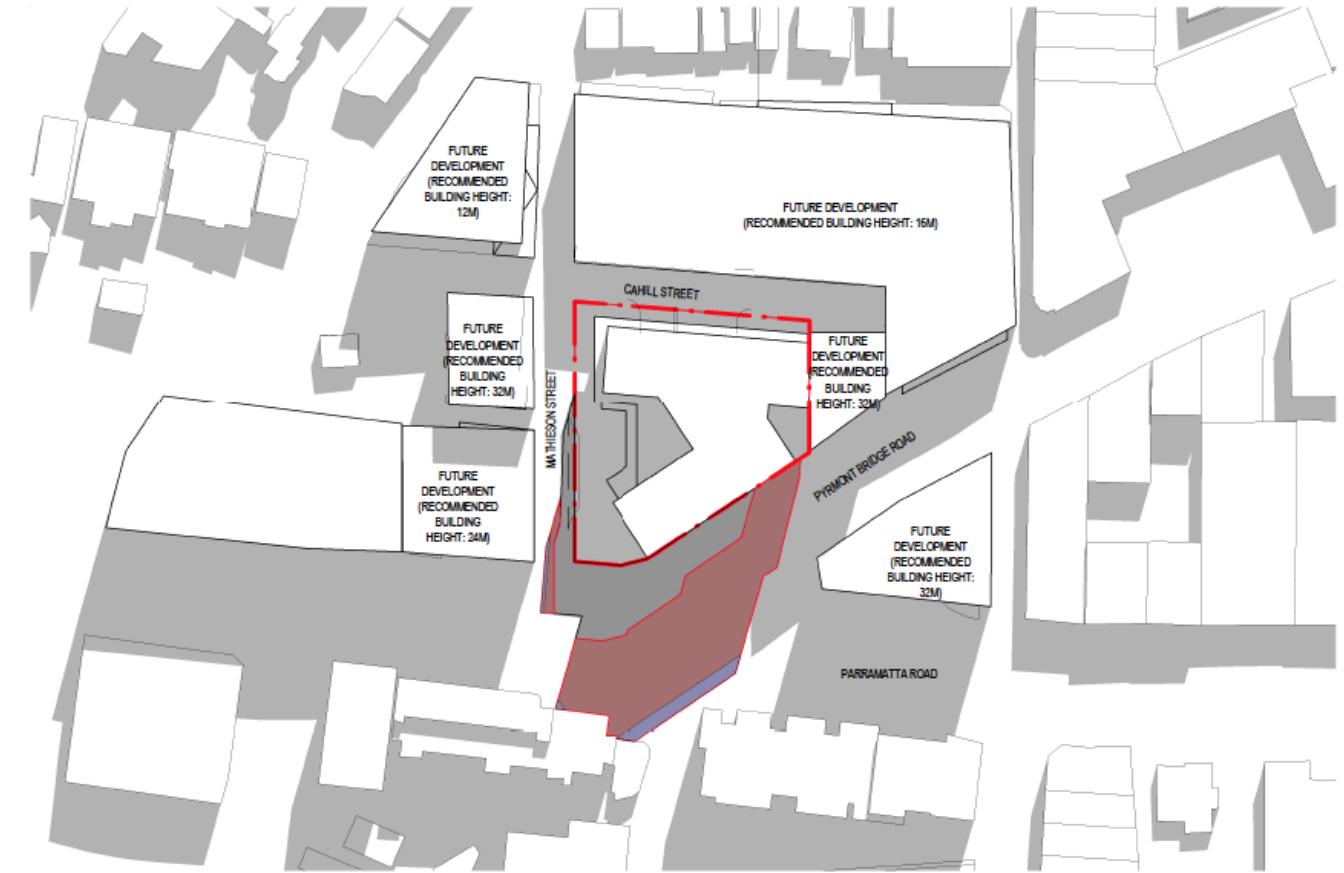 FUTURE
DEVELOPMENT
(RECOMMENDED
BUILDING HEIGHT:
12M)
FUTURE DEVELOPMENT
(RECOMMENDED BUILDING HEIGHT: 16M)
CAHILL STREET
FUTURE
DEVELOPMENT
(RECOMMENDED
BUILDING
HEIGHT: 32M)
FUTURE
DEVELOPMENT
(RECOMMENDED
BUILDING
HEIGHT: 32M)
MATHIESON STREET
PYRMONT BRIDGE ROAD
FUTURE
DEVELOPMENT
(RECOMMENDED
BUILDING
HEIGHT: 24M)
FUTURE
DEVELOPMENT
(RECOMMENDED
BUILDING HEIGHT:
32M)
PARRAMATTA ROAD